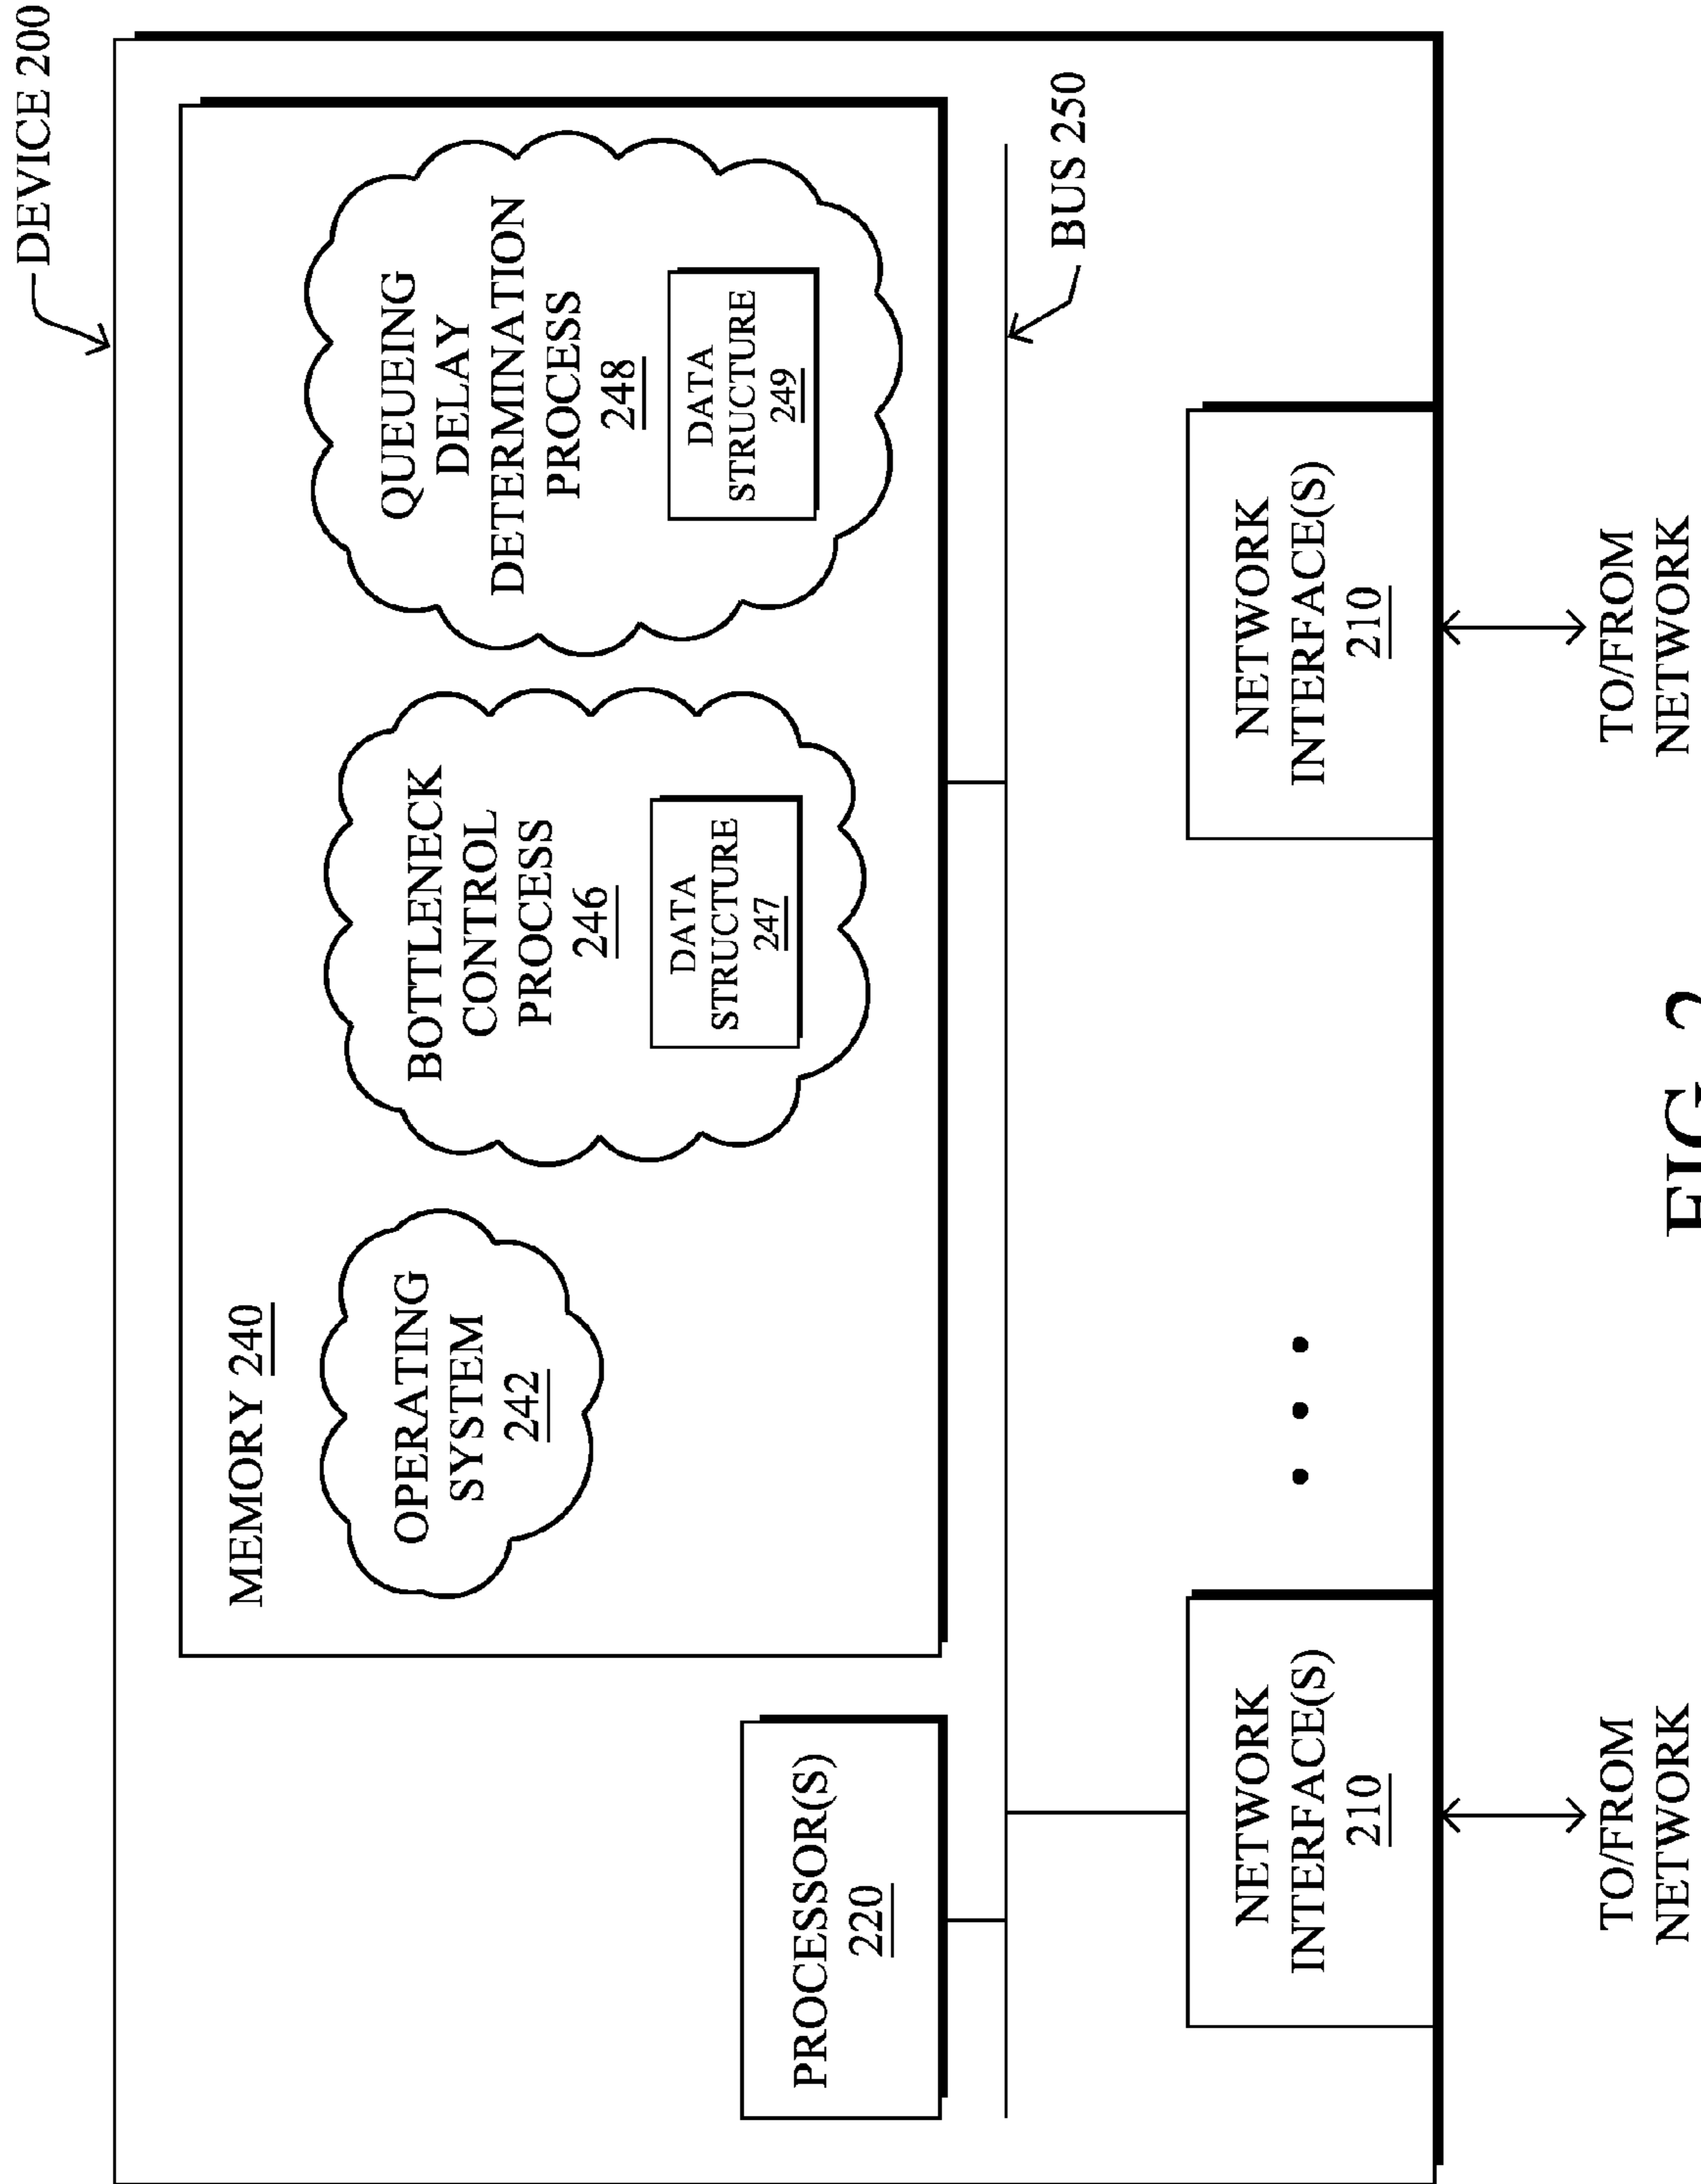 DEVICE 200
MEMORY 240
OPERATING
SYSTEM
242
BOTTLENECK
CONTROL
PROCESS
246
DATA
STRUCTURE
247
QUEUEING
DELAY
DETERMINATION
PROCESS
248
DATA
STRUCTURE
249
PROCESSOR(S)
220
BUS 250
NETWORK
INTERFACE(S)
210
NETWORK
INTERFACE(S)
210
TO/FROM
NETWORK
TO/FROM
NETWORK
FIG. 2